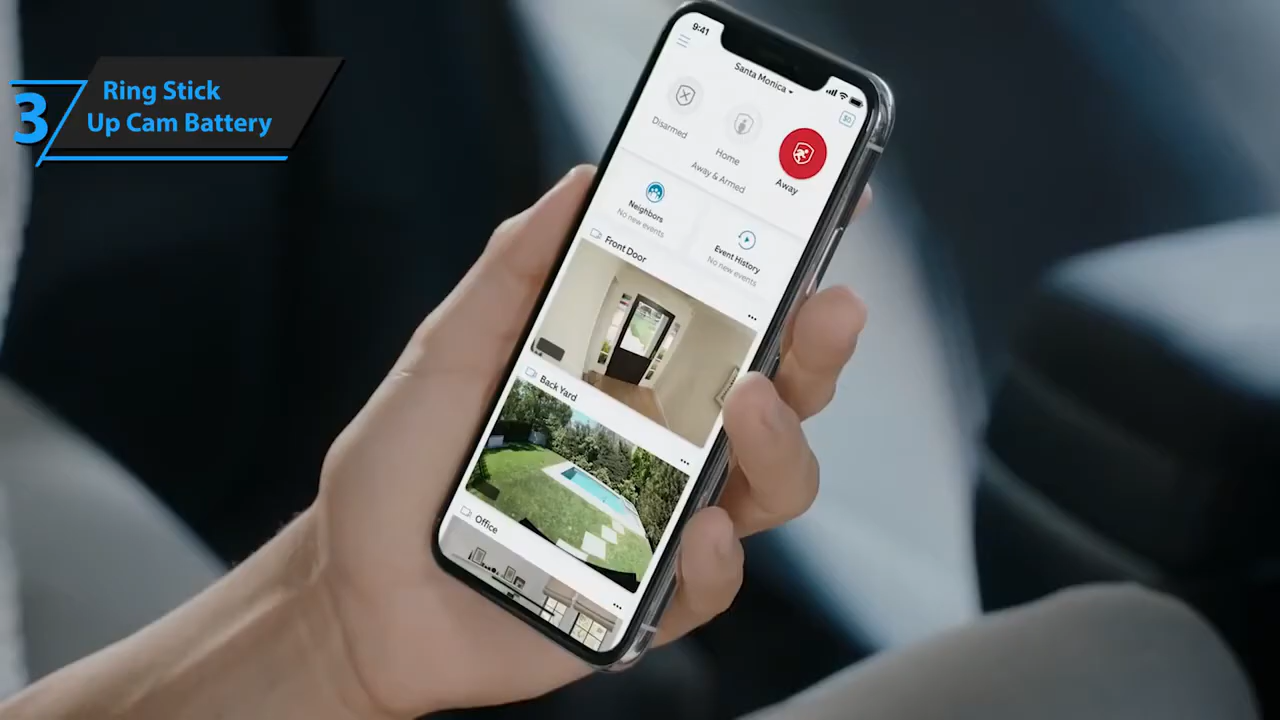 3
Ring Stick
Up Cam Battery
9:41
Santa Monica
Disarmed
Home
Away
Away & Armed
Neighbors
No new events
Event History
No new events
Front Door
Back Yard
Office